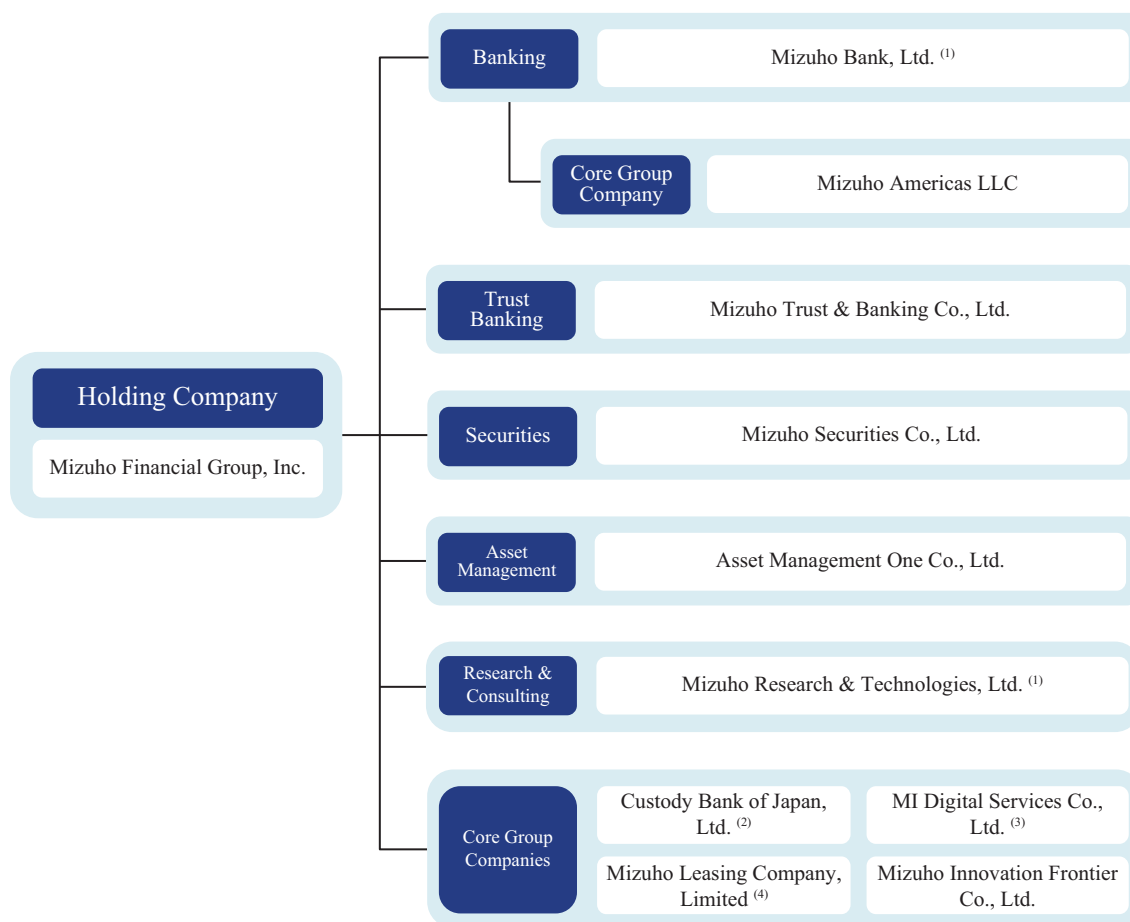 Banking
Mizuho Bank, Ltd. (1)
Core Group
Company
Mizuho Americas LLC
Trust
Banking
Mizuho Trust & Banking Co., Ltd.
Holding Company
Mizuho Financial Group, Inc.
Securities
Mizuho Securities Co., Ltd.
Asset
Management
Asset Management One Co., Ltd.
Research &
Consulting
Mizuho Research & Technologies, Ltd. (1)
Core Group
Companies
Custody Bank of Japan,
Ltd. (2)
MI Digital Services Co.,
Ltd. (3)
Mizuho Leasing Company,
Limited (4)
Mizuho Innovation Frontier
Co., Ltd.